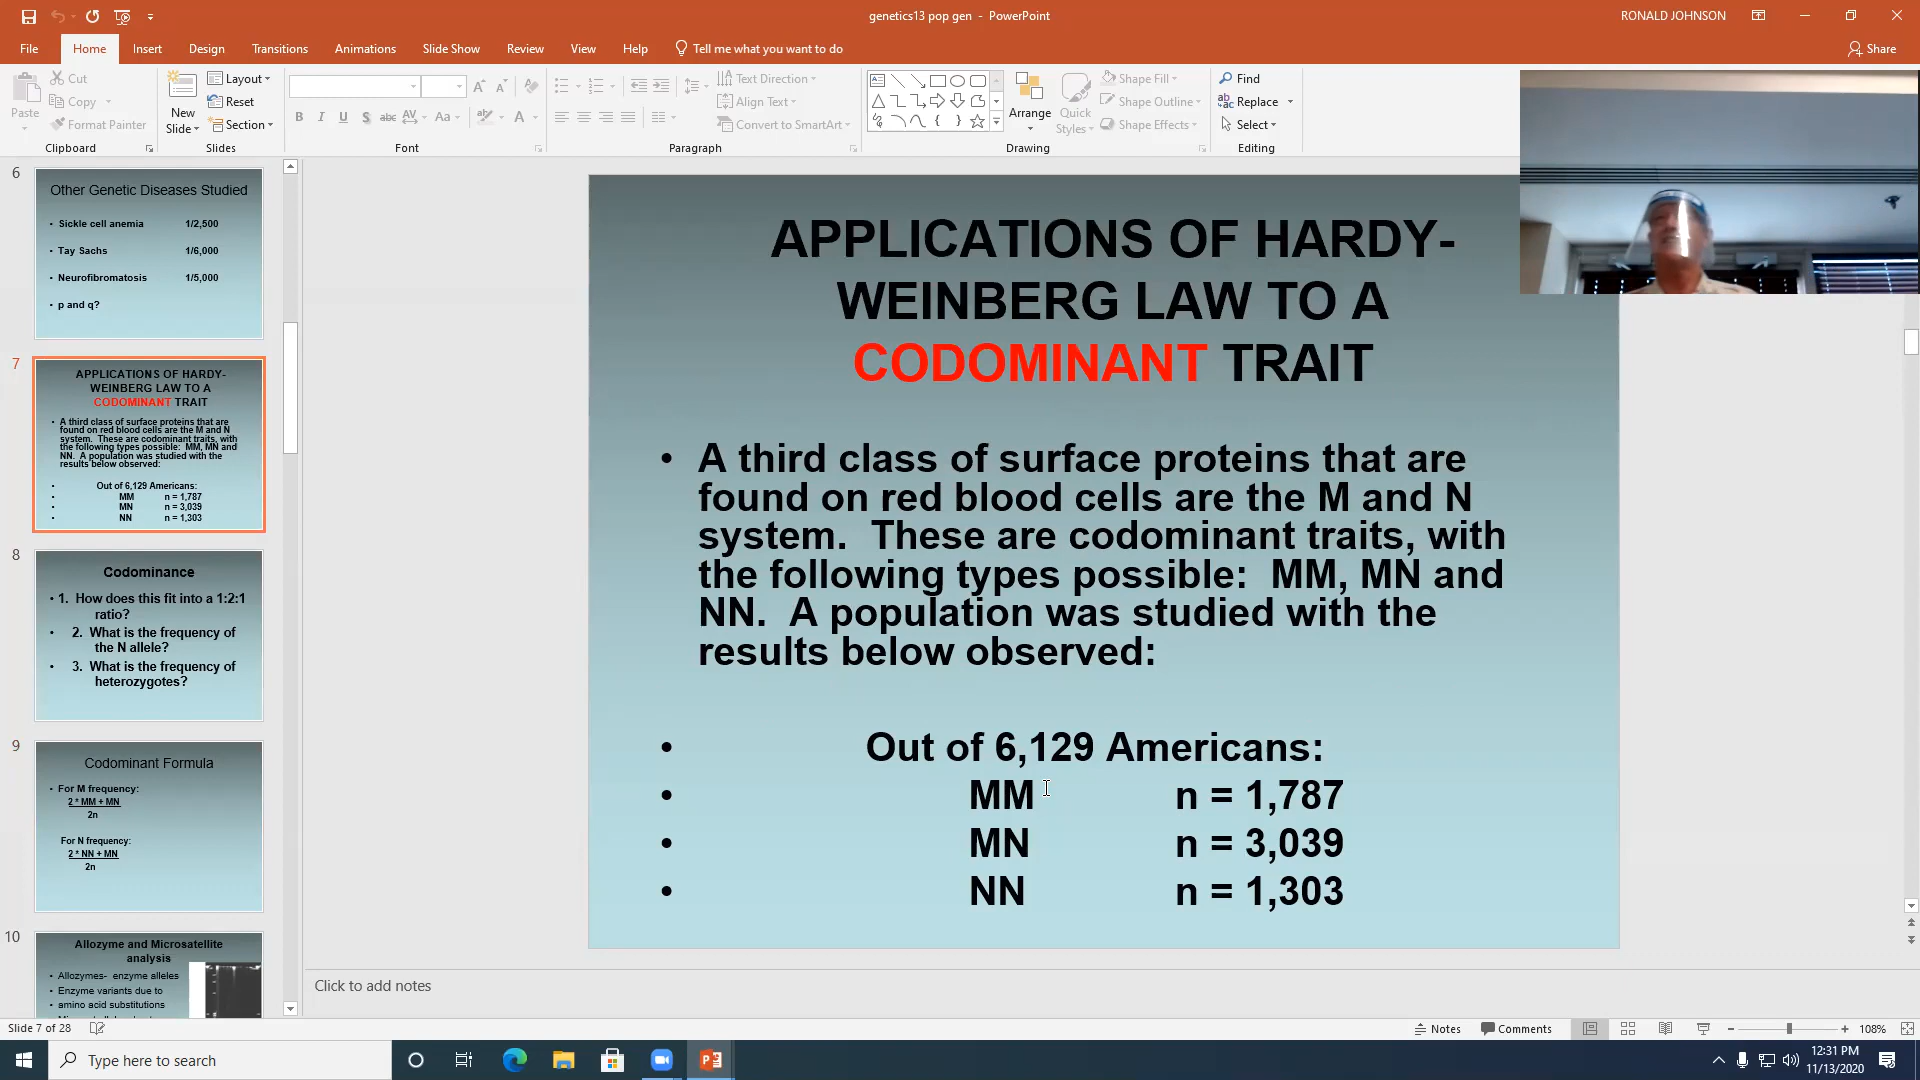 genetics13 pop gen - PowerPoint
RONALD JOHNSON
File Home Insert Design Transitions Animations Slide Show Review View Help Tell me what you want to do
Share
Paste
Cut
Copy
Format Painter
Clipboard
New
Slide
Layout
Reset
Section
Slides
Font
Text Direction
Align Text
Convert to SmartArt
Paragraph
Arrange
Quick
Styles
Shape Fill
Shape Outline
Shape Effects
Drawing
Find
Replace
Select
Editing
6
Other Genetic Diseases Studied
• Sickle cell anemia 1/2,500
• Tay Sachs 1/6,000
• Neurofibromatosis 1/5,000
• p and q?
7
APPLICATIONS OF HARDY-
WEINBERG LAW TO A
CODOMINANT TRAIT
• A third class of surface proteins that are
found on red blood cells are the M and N
system. These are codominant traits, with
the following types possible: MM, MN and
NN. A population was studied with the
results below observed:
• Out of 6,129 Americans:
• MM n = 1,787
• MN n = 3,039
• NN n = 1,303
8
Codominance
• 1. How does this fit into a 1:2:1
ratio?
• 2. What is the frequency of
the N allele?
• 3. What is the frequency of
heterozygotes?
9
Codominant Formula
• For M frequency:
2 * MM + MN
2n
For N frequency:
2 * NN + MN
2n
10
Allozyme and Microsatellite
analysis
• Allozymes- enzyme alleles
• Enzyme variants due to
• amino acid substitutions
APPLICATIONS OF HARDY-
WEINBERG LAW TO A
CODOMINANT TRAIT
• A third class of surface proteins that are
found on red blood cells are the M and N
system. These are codominant traits, with
the following types possible: MM, MN and
NN. A population was studied with the
results below observed:
• Out of 6,129 Americans:
• MM n = 1,787
• MN n = 3,039
• NN n = 1,303
Click to add notes
Slide 7 of 28
Notes
Comments
108%
Type here to search
12:31 PM
11/13/2020